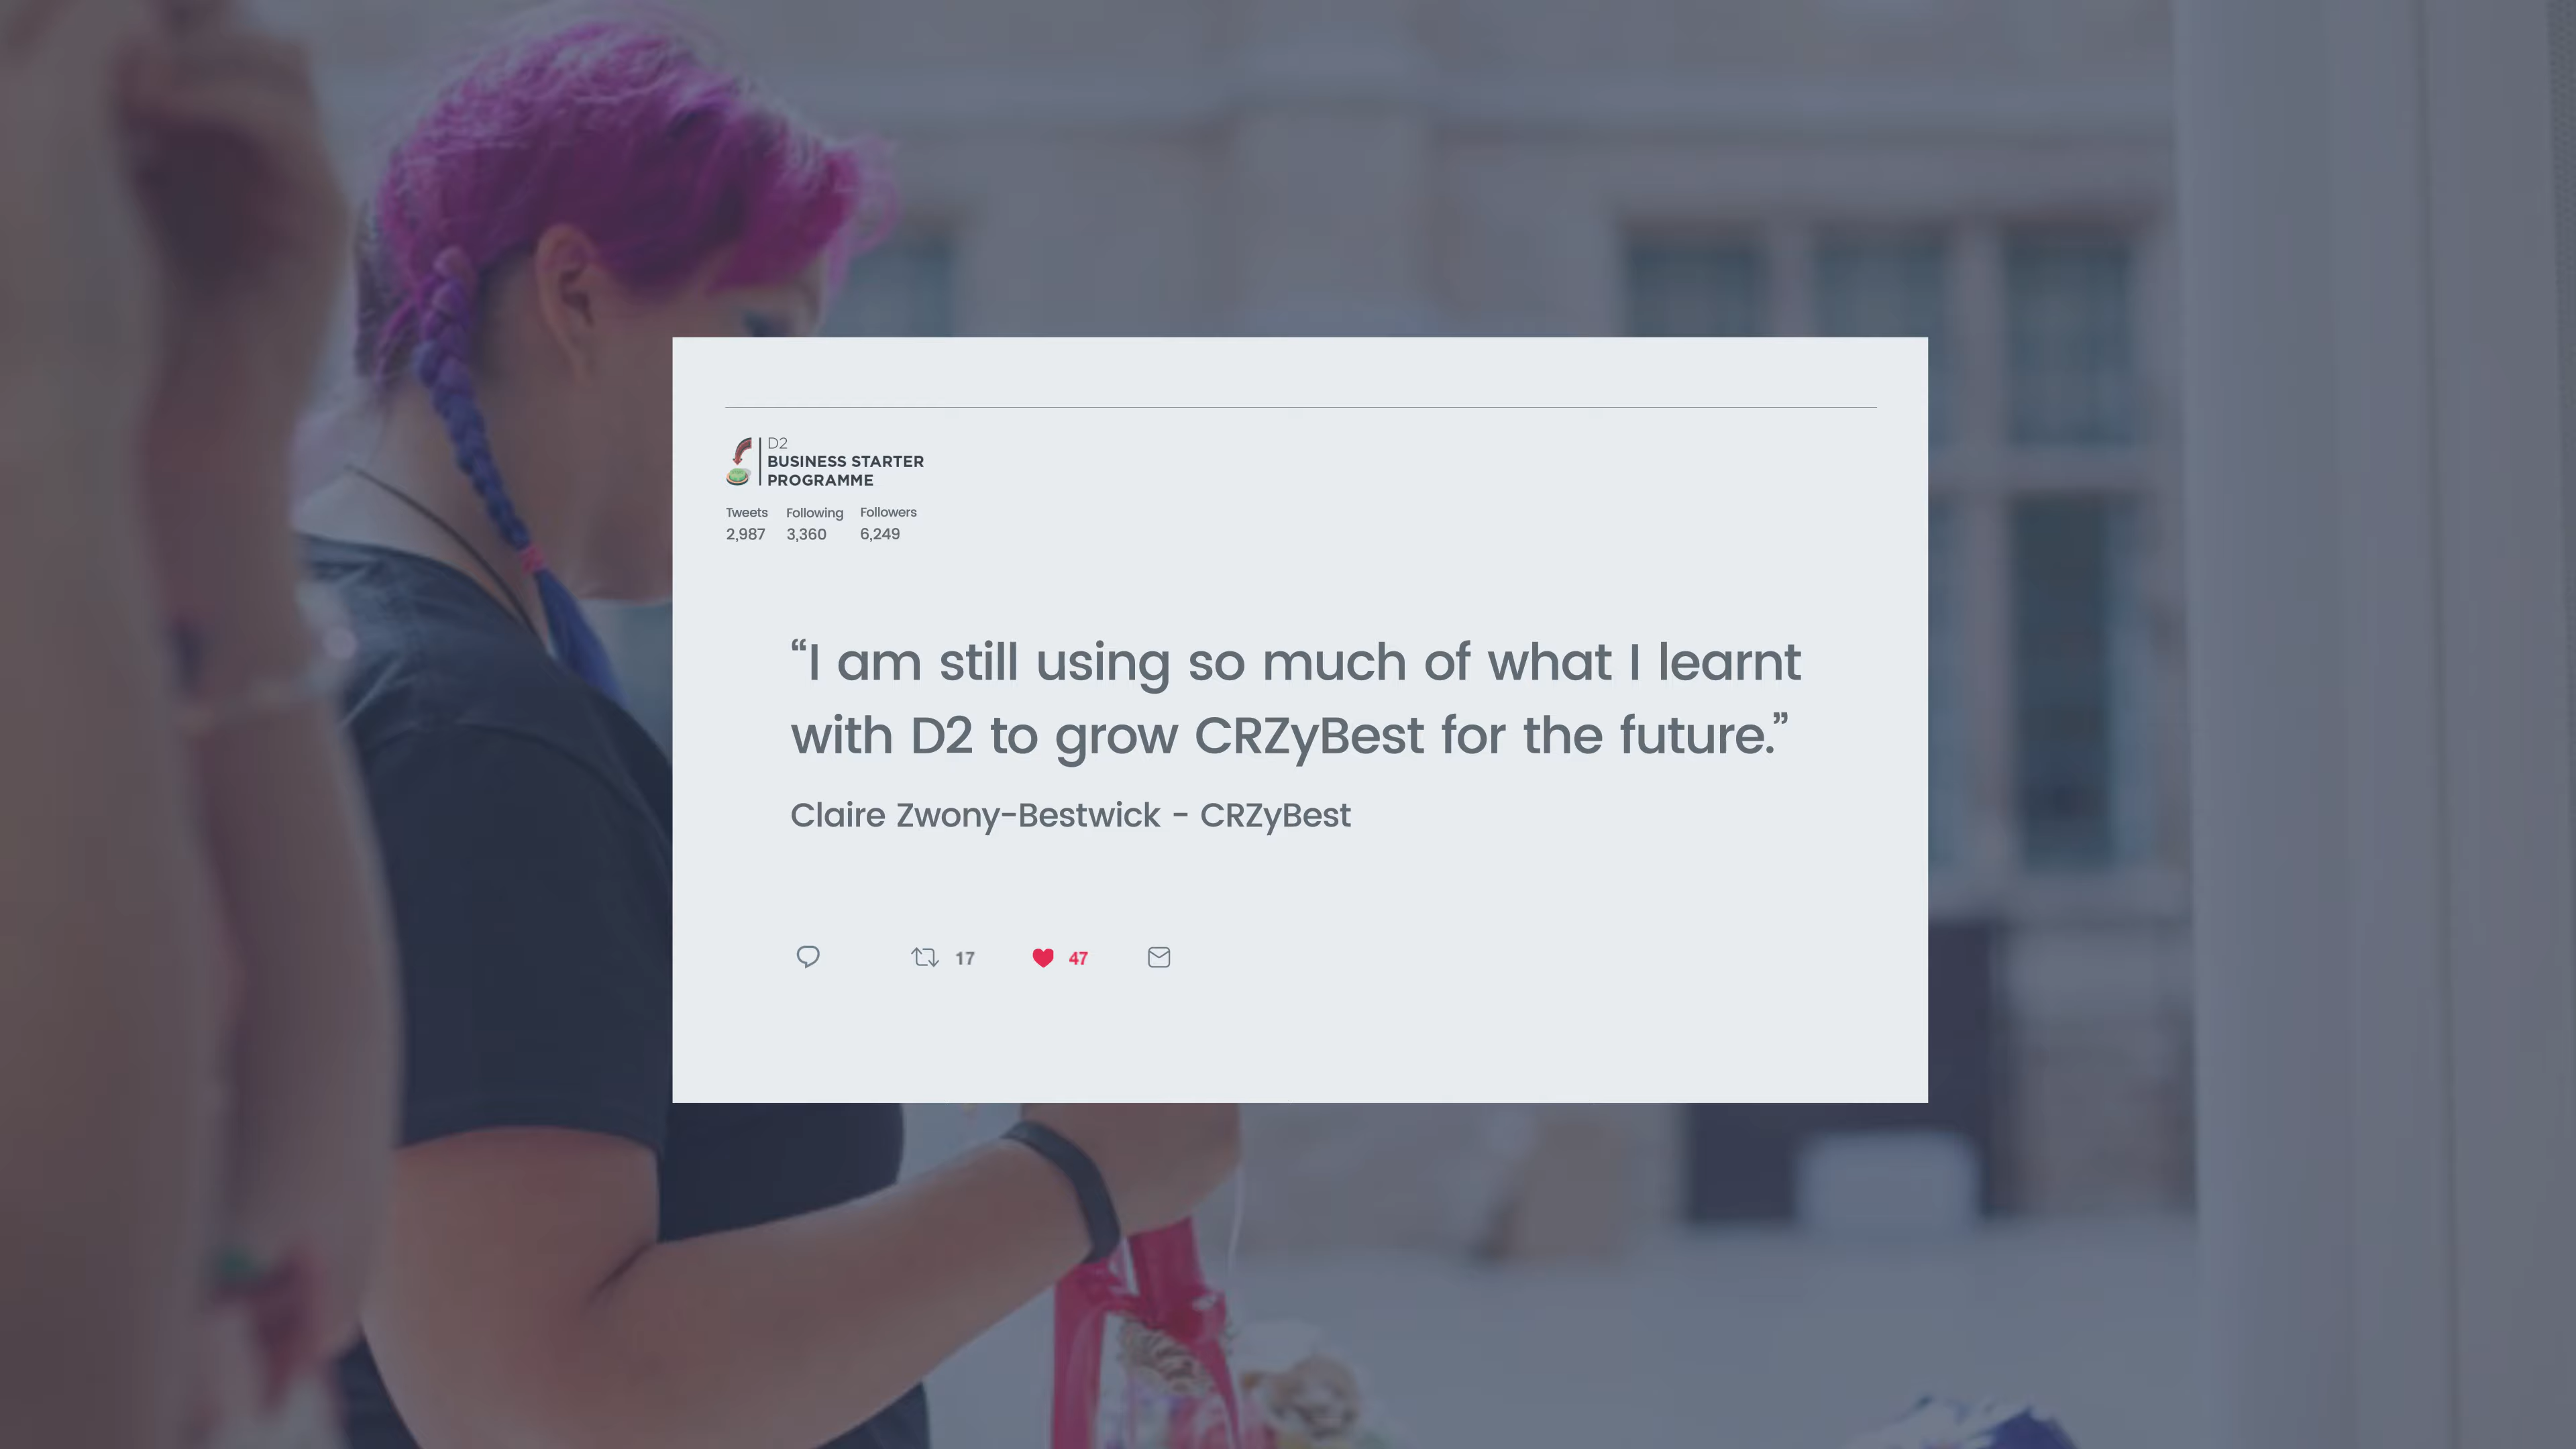 D2
BUSINESS STARTER
PROGRAMME
Tweets Following Followers
2,987 3,360 6,249
“I am still using so much of what I learnt
with D2 to grow CRZyBest for the future.”
Claire Zwony-Bestwick - CRZyBest
17 47